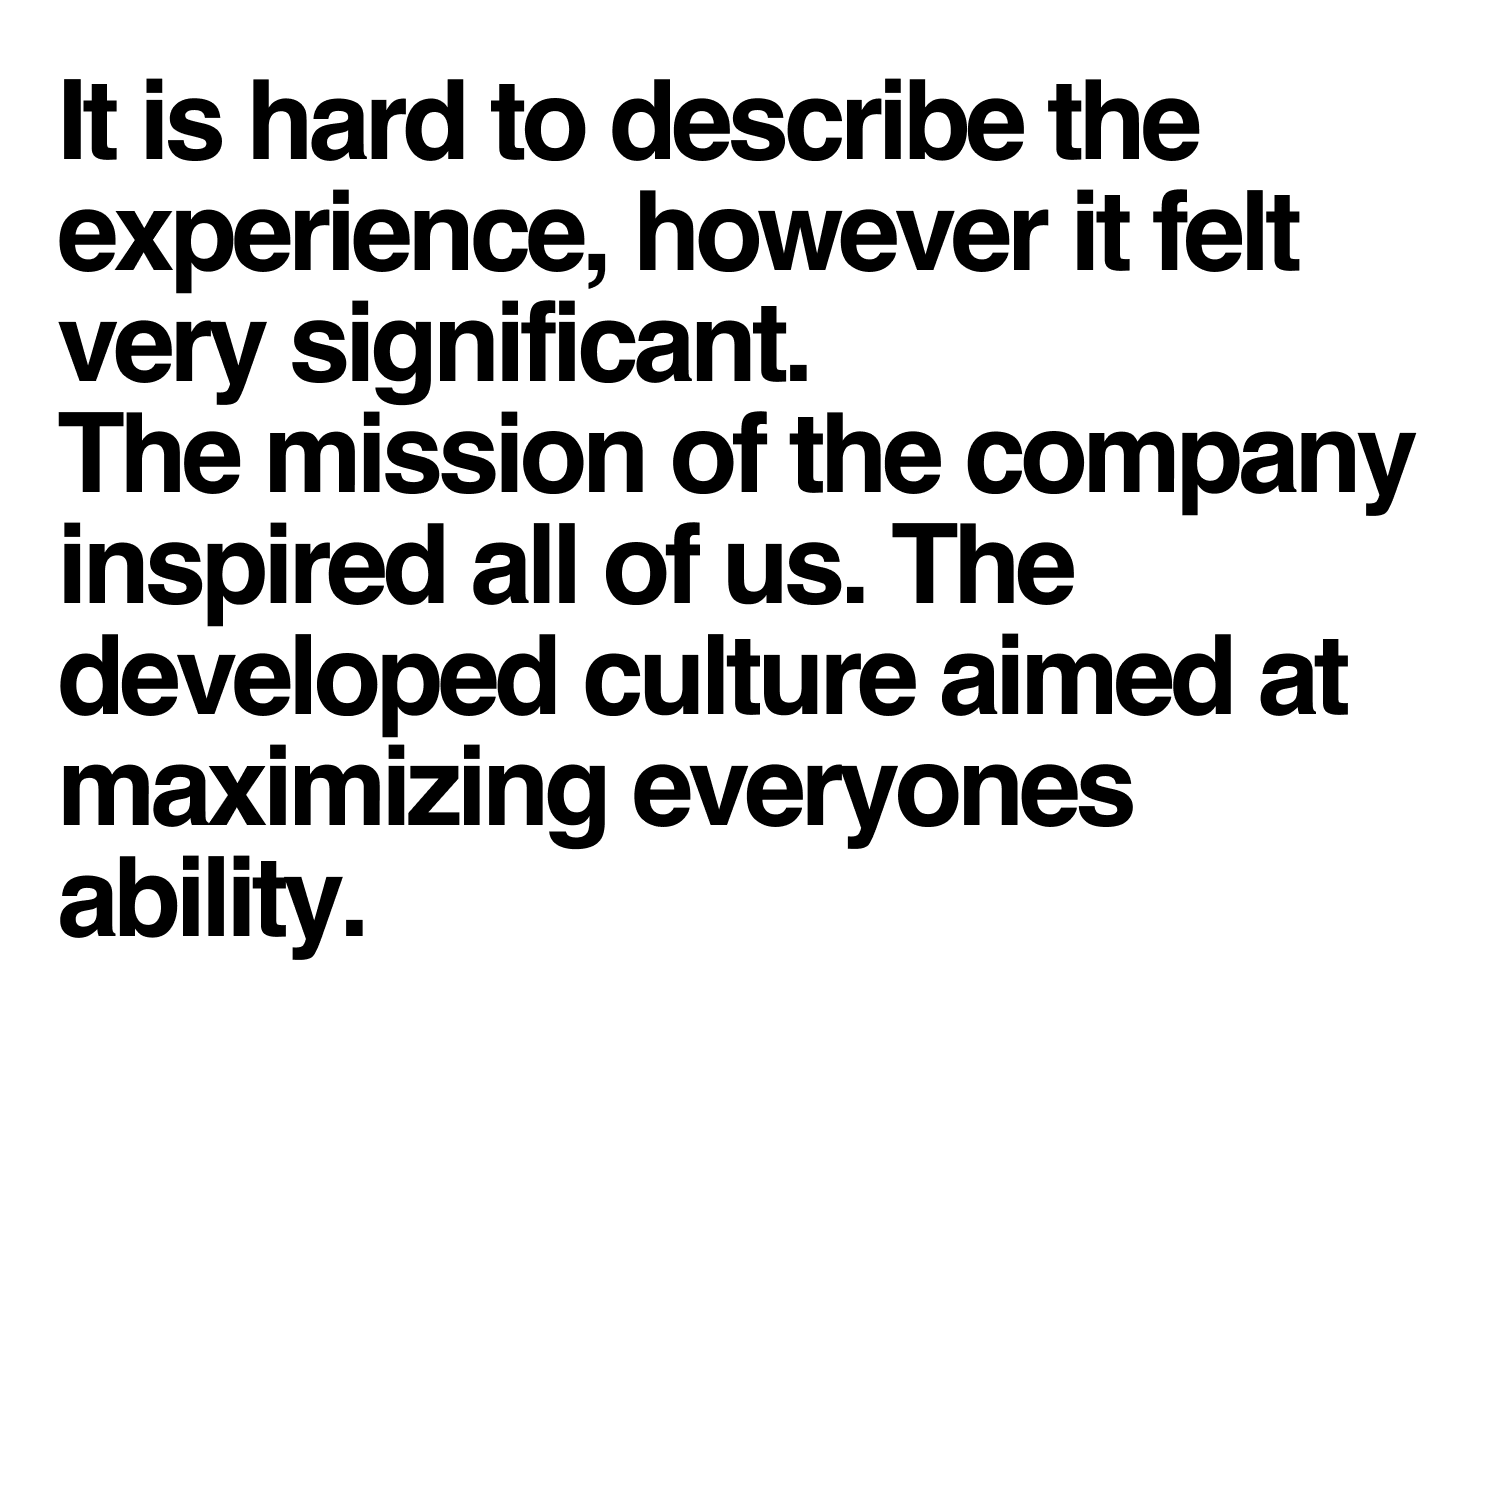 It is hard to describe the
experience, however it felt
very significant.
The mission of the company
inspired all of us. The
developed culture aimed at
maximizing everyones
ability.